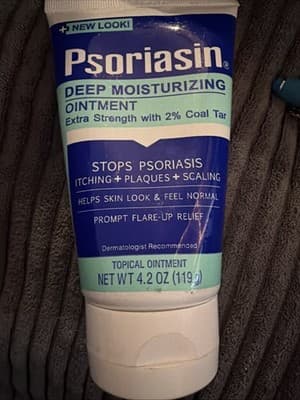 NEW LOOK!
Psoriasin®
DEEP MOISTURIZING
OINTMENT
Extra Strength with 2% Coal Tar
STOPS PSORIASIS
ITCHING + PLAQUES + SCALING
HELPS SKIN LOOK & FEEL NORMAL
PROMPT FLARE-UP RELIEF
Dermatologist Recommended
TOPICAL OINTMENT
NET WT 4.2 OZ (119 g)